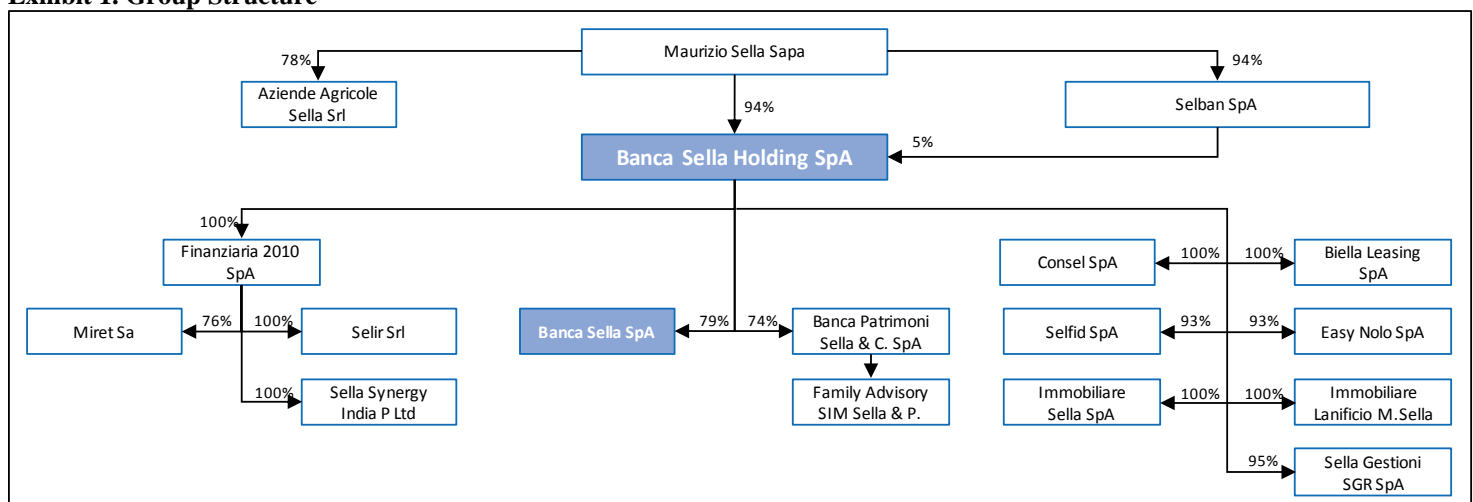 Exhibit 1: Group Structure
Maurizio Sella Sapa
78%
94%
Aziende Agricole
Sella Srl
94%
Selban SpA
5%
Banca Sella Holding SpA
100%
Finanziaria 2010
SpA
Miret Sa
76%
100%
Selir Srl
100%
Sella Synergy
India P Ltd
Banca Sella SpA
79%
74%
Banca Patrimoni
Sella & C. SpA
Family Advisory
SIM Sella & P.
Consel SpA
100%
100%
Biella Leasing
SpA
Selfid SpA
93%
93%
Easy Nolo SpA
Immobiliare
Sella SpA
100%
100%
Immobiliare
Lanificio M.Sella
95%
Sella Gestioni
SGR SpA